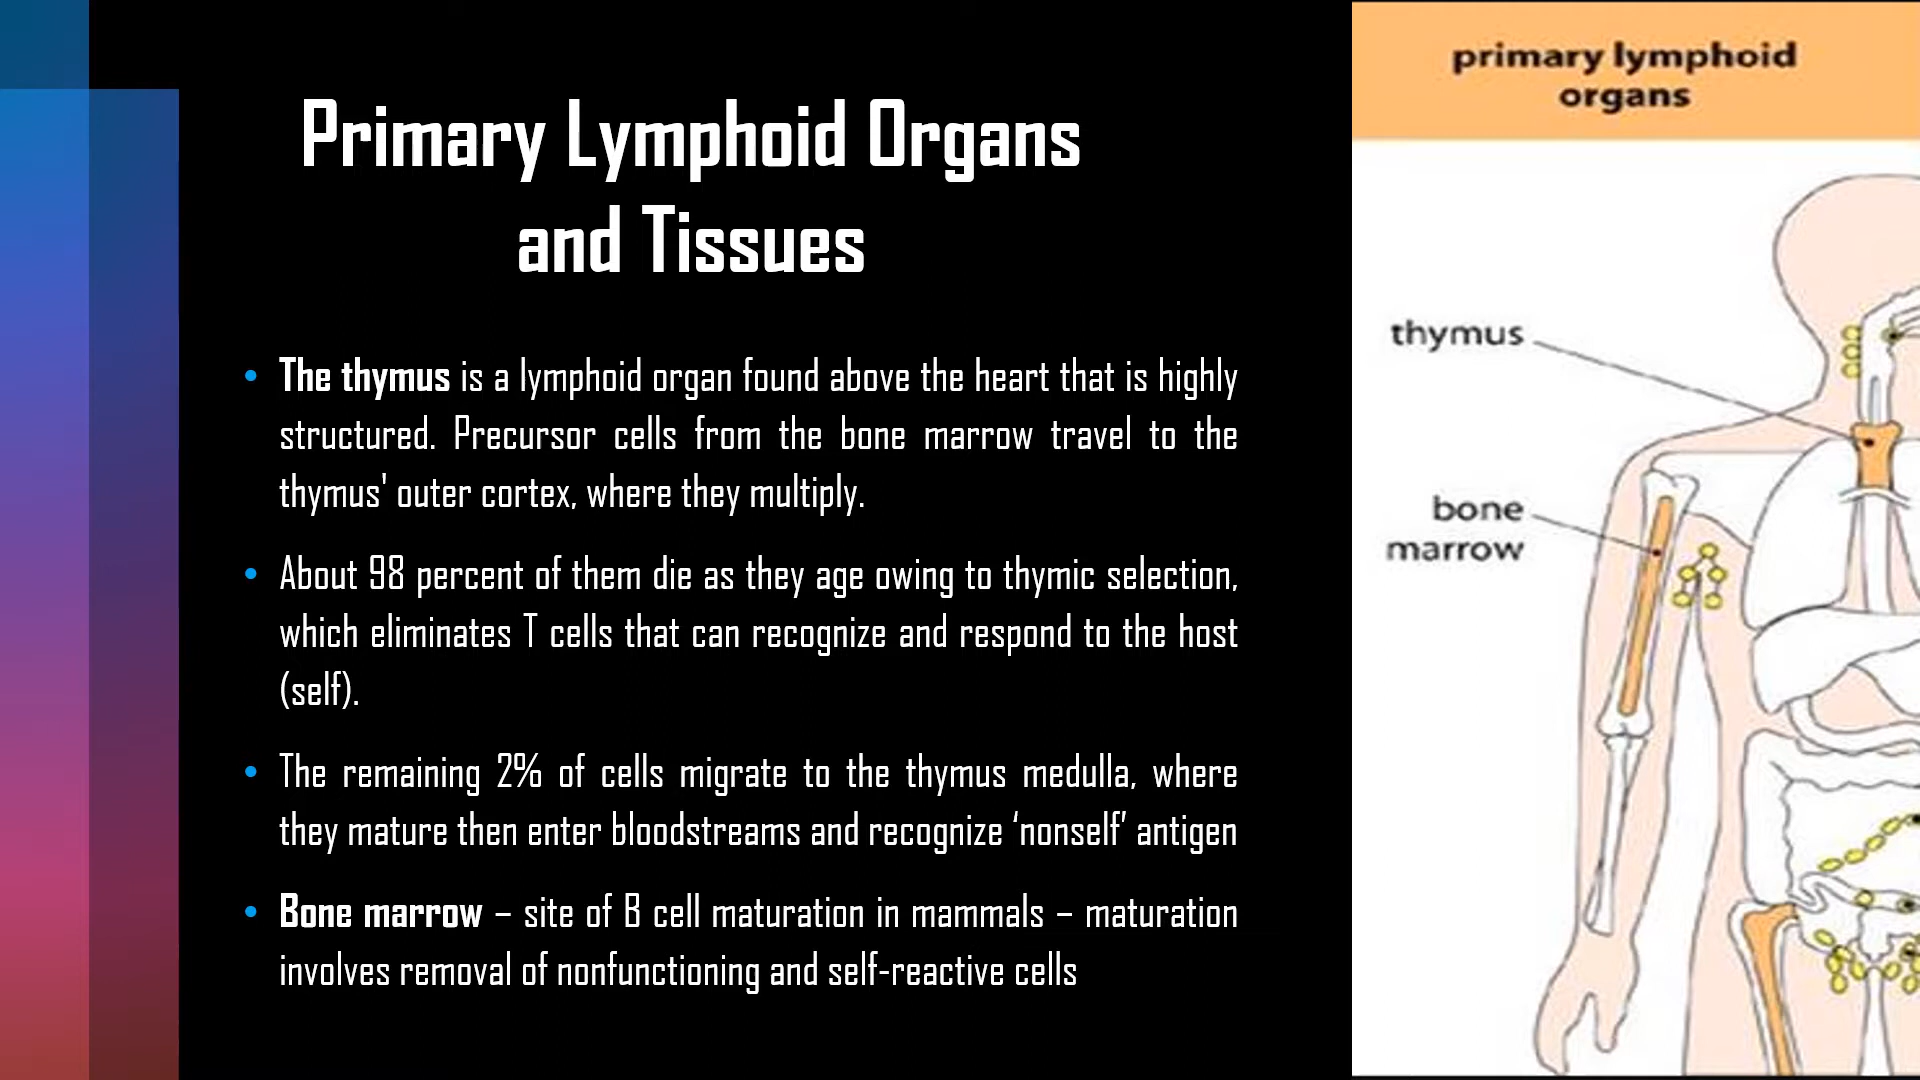 Primary Lymphoid Organs
and Tissues
• The thymus is a lymphoid organ found above the heart that is highly
structured. Precursor cells from the bone marrow travel to the
thymus' outer cortex, where they multiply.
• About 98 percent of them die as they age owing to thymic selection,
which eliminates T cells that can recognize and respond to the host
(self).
• The remaining 2% of cells migrate to the thymus medulla, where
they mature then enter bloodstreams and recognize ‘nonself’ antigen
• Bone marrow – site of B cell maturation in mammals – maturation
involves removal of nonfunctioning and self-reactive cells
primary lymphoid
organs
thymus
bone
marrow